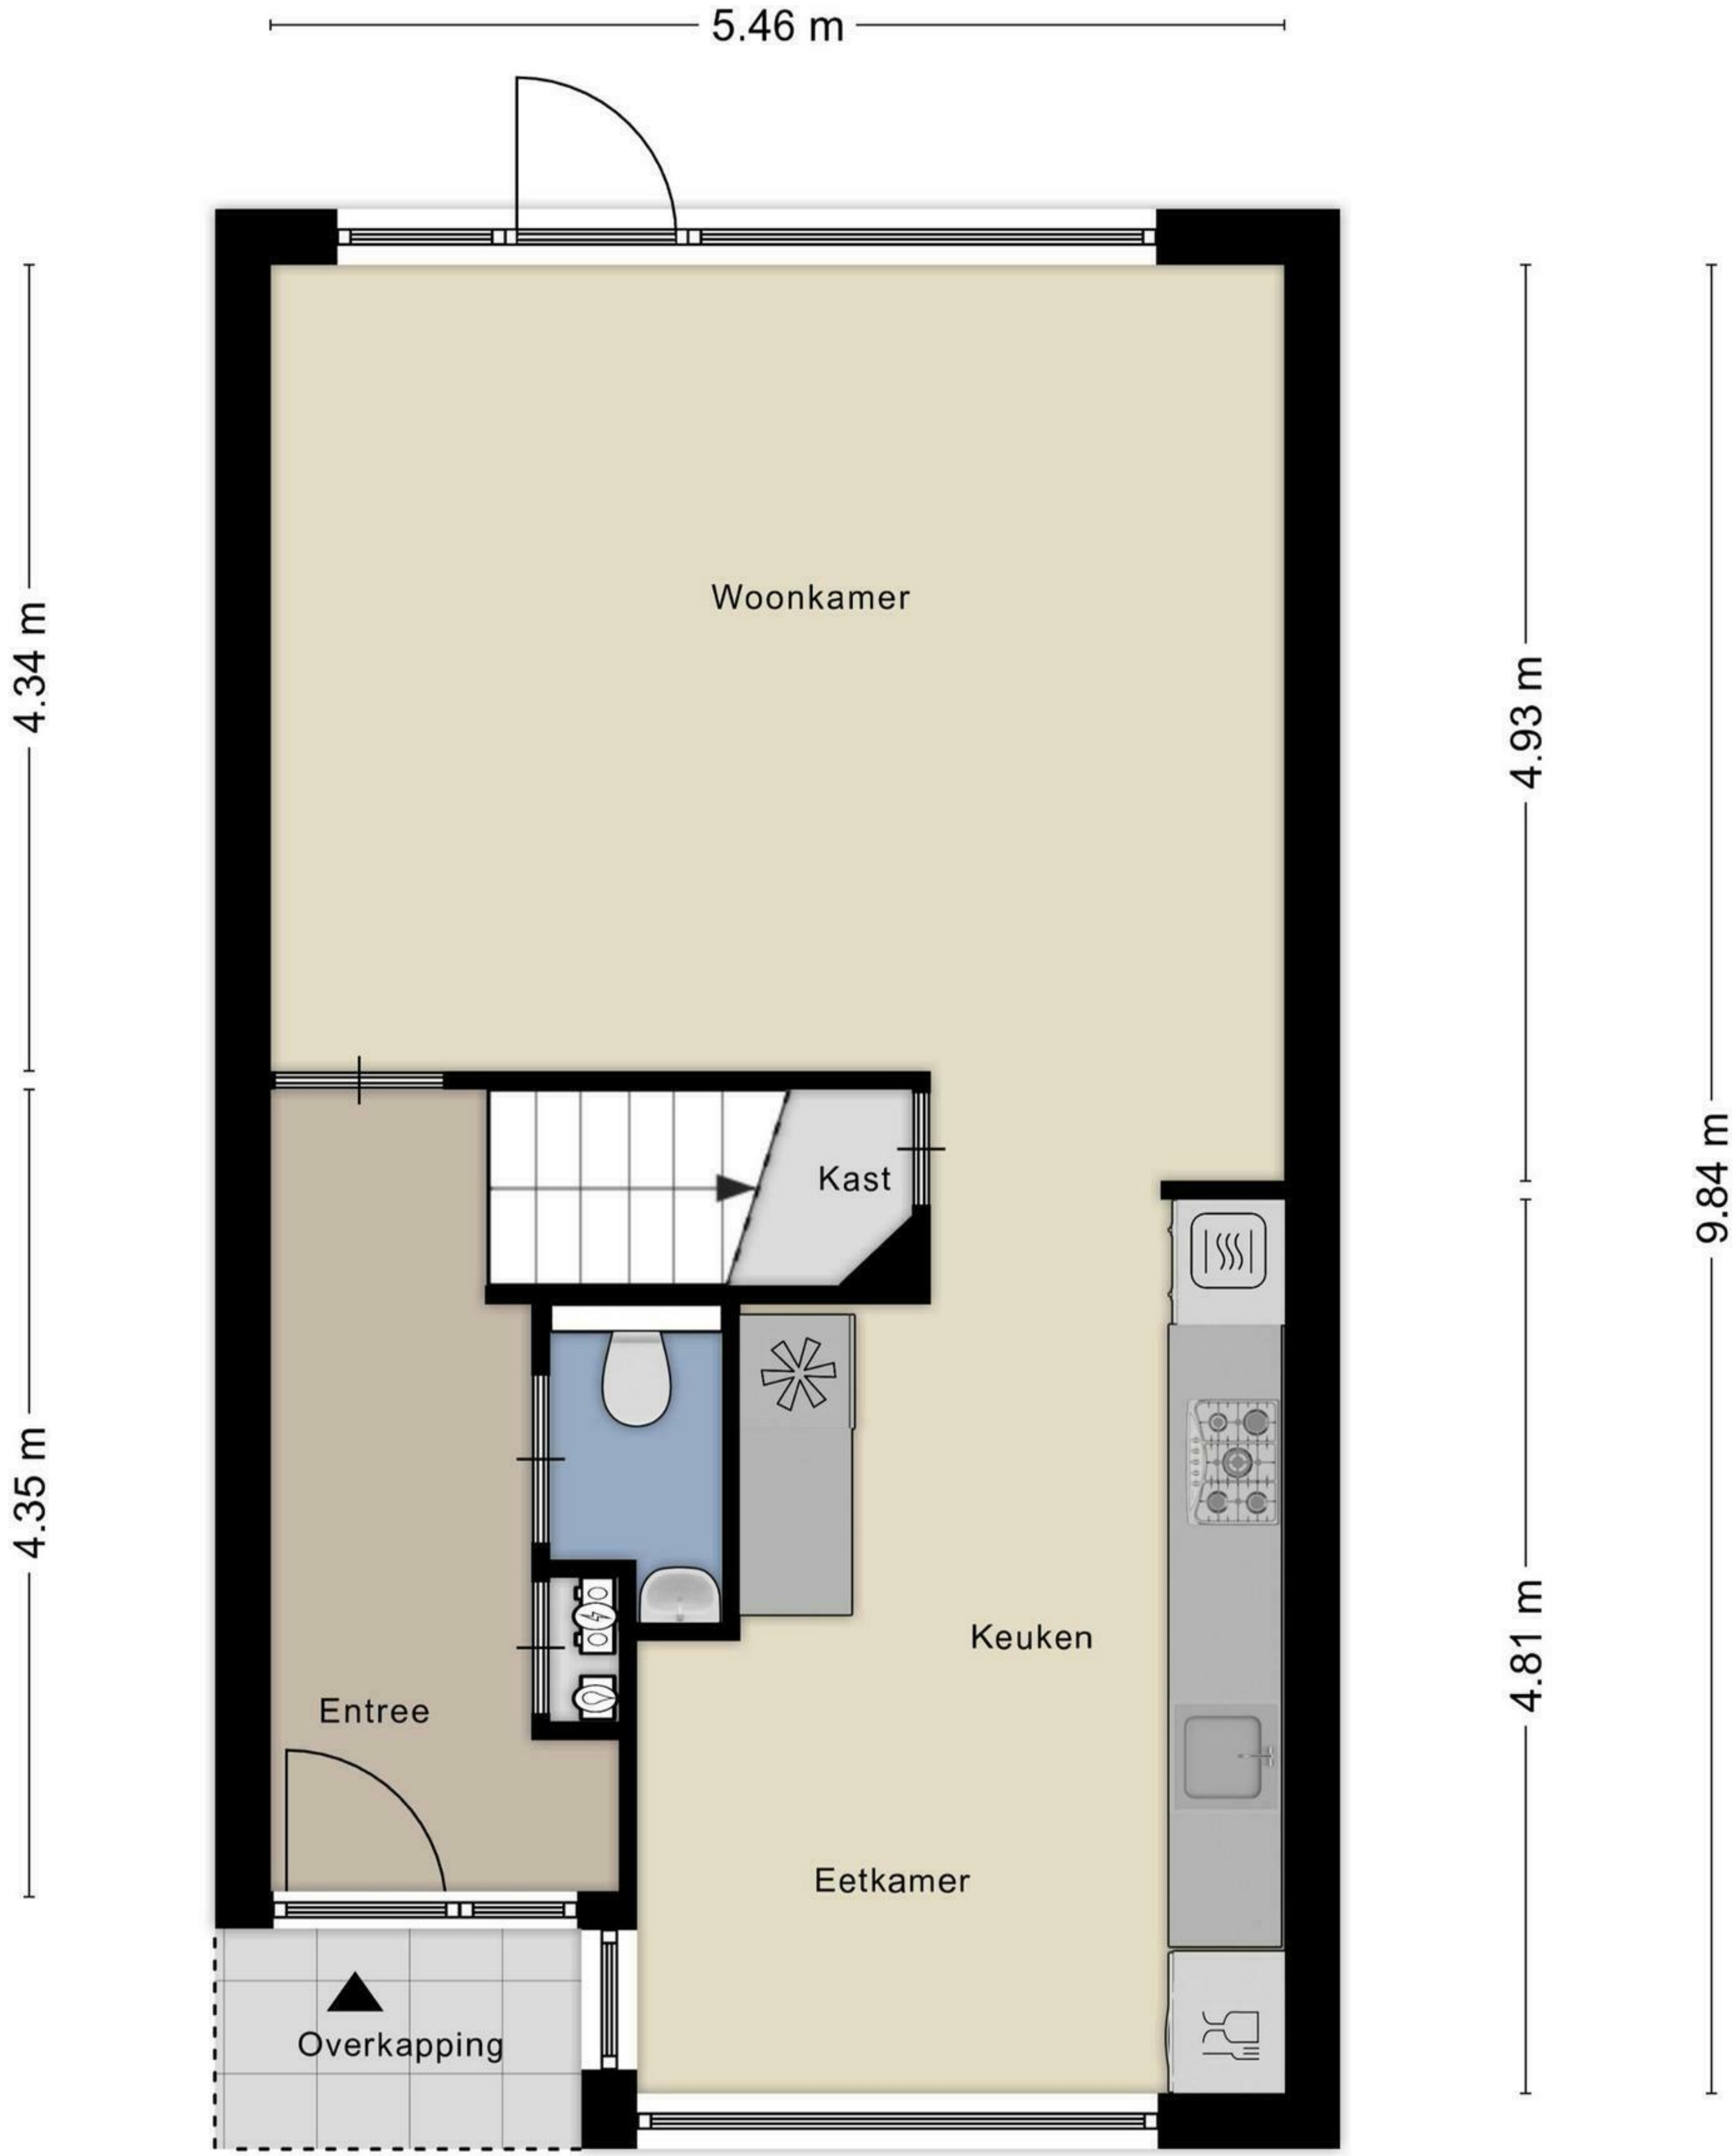 5.46 m
Woonkamer
4.34 m
4.93 m
9.84 m
Kast
4.35 m
4.81 m
Keuken
Entree
Eetkamer
Overkapping